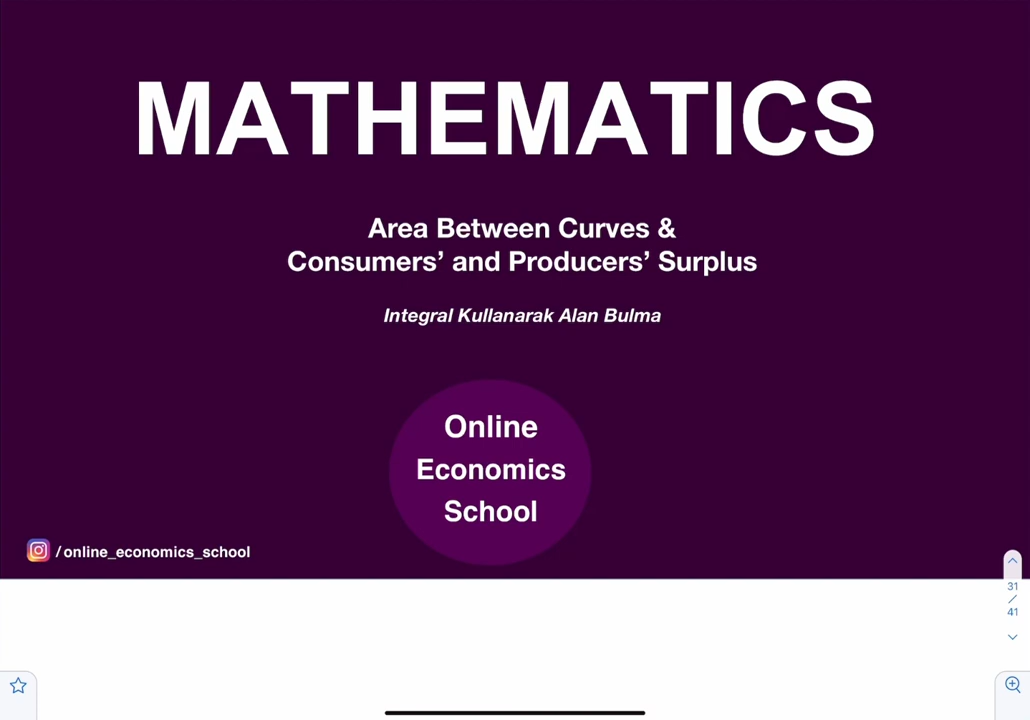 MATHEMATICS
Area Between Curves &
Consumers’ and Producers’ Surplus
Integral Kullanarak Alan Bulma
Online
Economics
School
/online_economics_school
31
/
41